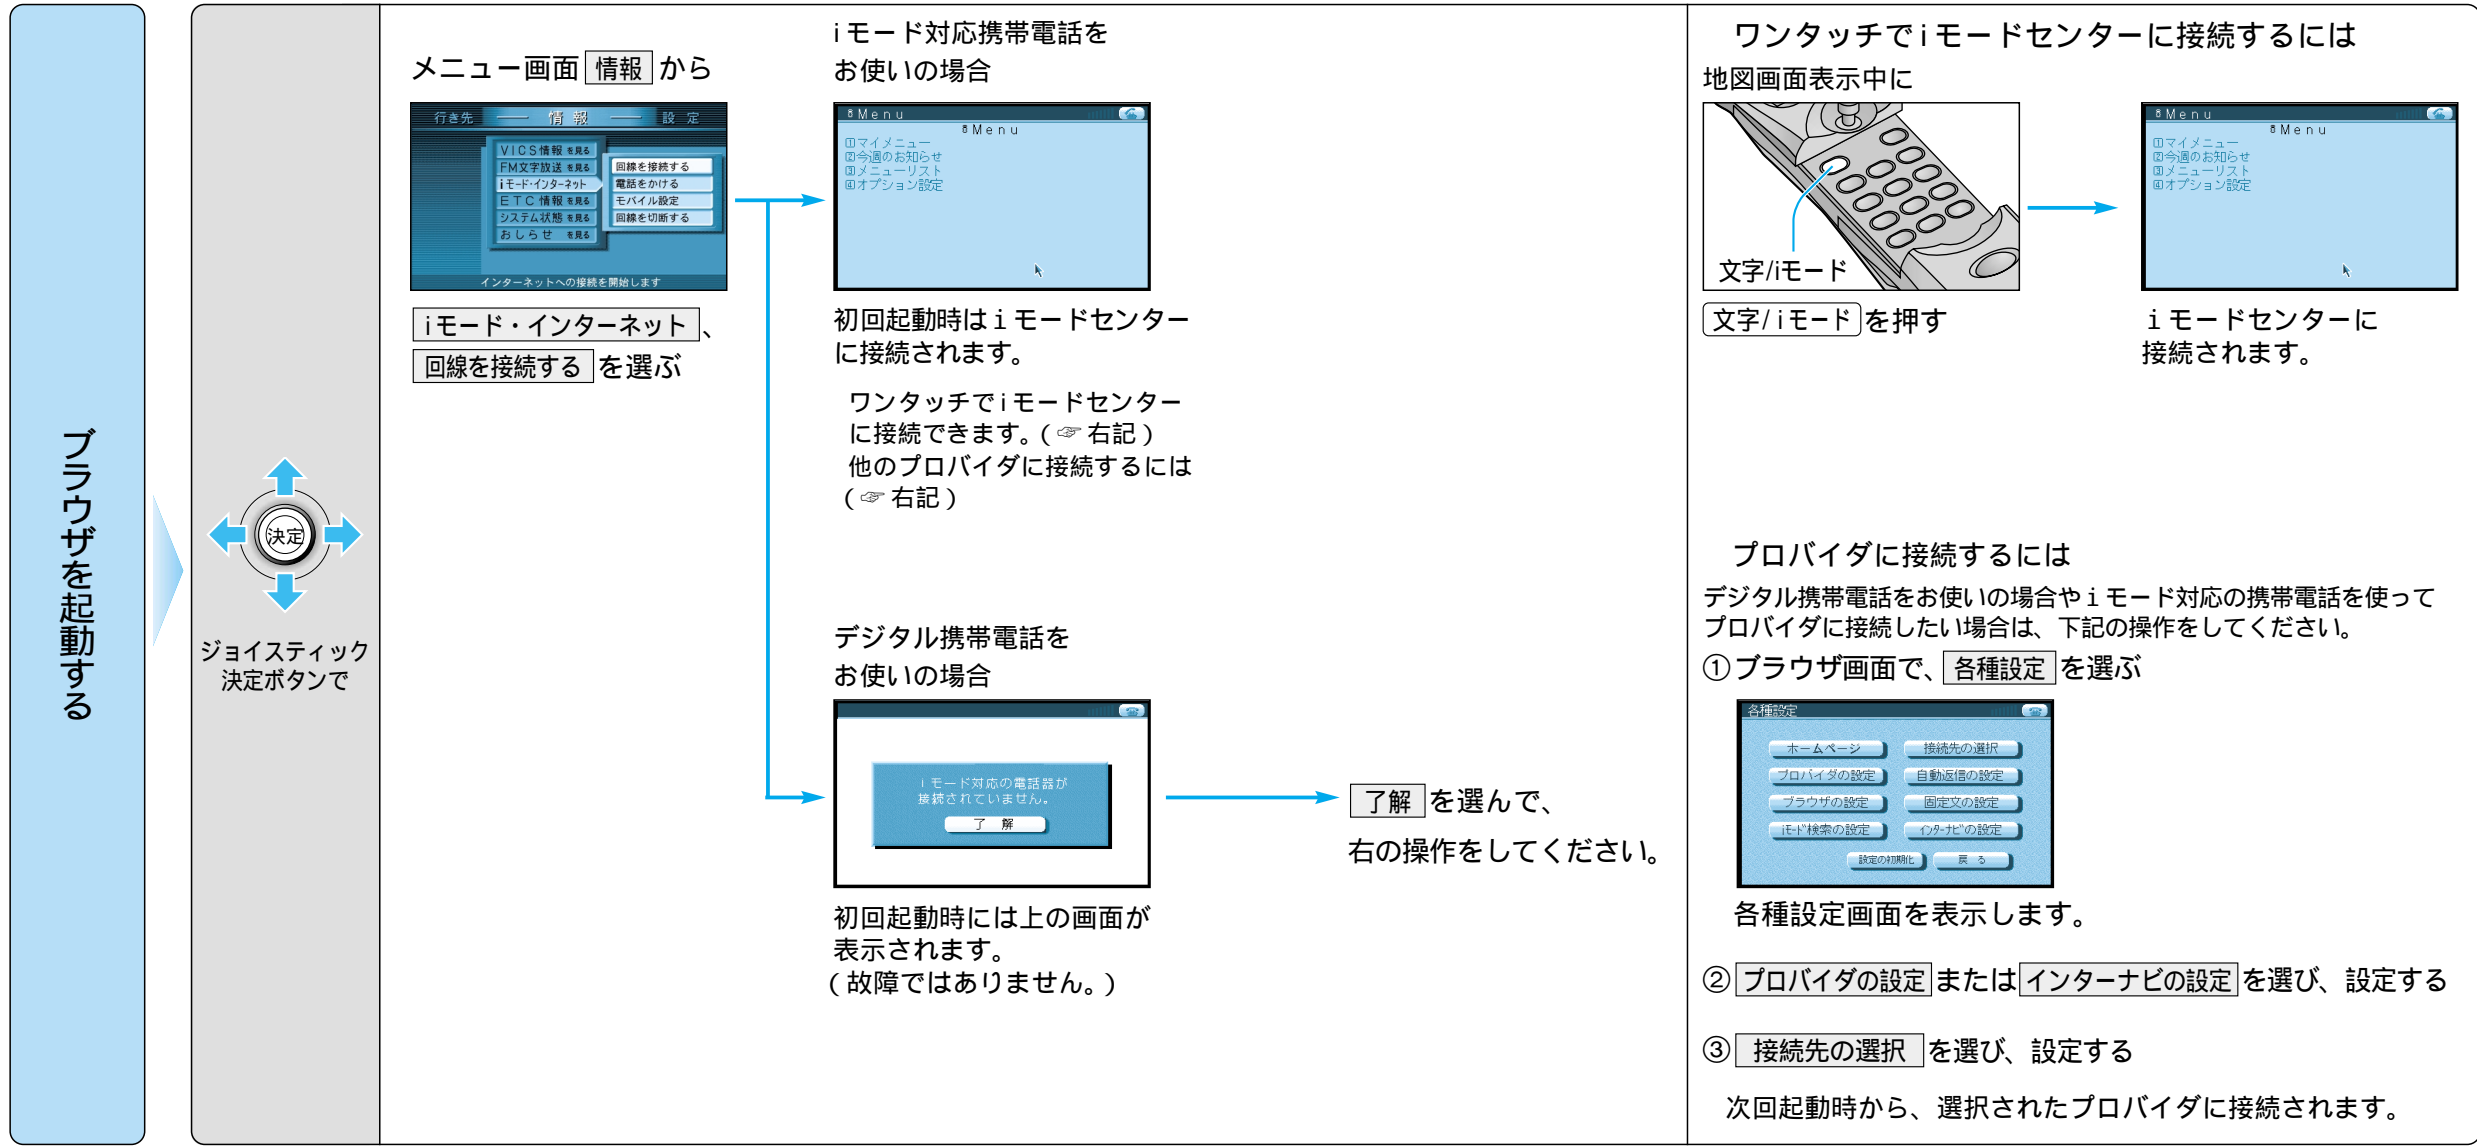 ブラウザを起動する
ジョイスティック
決定ボタンで
決定
メニュー画面 情報 から
行き先 情報 設定
VICS情報を見る
FM文字放送を見る
iモード・インターネット
ETC情報を見る
システム状態を見る
おしらせ を見る
回線を接続する
電話をかける
モバイル設定
回線を切断する
インターネットへの接続を開始します
iモード・インターネット、
回線を接続する を選ぶ
iモード対応携帯電話を
お使いの場合
iMenu
iMenu
1マイメニュー
2今週のお知らせ
3メニューリスト
4オプション設定
初回起動時はiモードセンター
に接続されます。
ワンタッチでiモードセンター
に接続できます。(☞右記)
他のプロバイダに接続するには
(☞右記)
デジタル携帯電話を
お使いの場合
iモード対応の電話器が
接続されていません。
了 解
初回起動時には上の画面が
表示されます。
(故障ではありません。)
了解 を選んで、
右の操作をしてください。
ワンタッチでiモードセンターに接続するには
地図画面表示中に
文字/iモード
文字/iモード を押す
iMenu
iMenu
1マイメニュー
2今週のお知らせ
3メニューリスト
4オプション設定
iモードセンターに
接続されます。
プロバイダに接続するには
デジタル携帯電話をお使いの場合やiモード対応の携帯電話を使って
プロバイダに接続したい場合は、下記の操作をしてください。
①ブラウザ画面で、各種設定 を選ぶ
各種設定
ホームページ 接続先の選択
プロバイダの設定 自動返信の設定
ブラウザの設定 固定文の設定
iモード検索の設定 インターナビの設定
設定の初期化 戻る
各種設定画面を表示します。
②プロバイダの設定 または インターナビの設定 を選び、設定する
③接続先の選択 を選び、設定する
次回起動時から、選択されたプロバイダに接続されます。